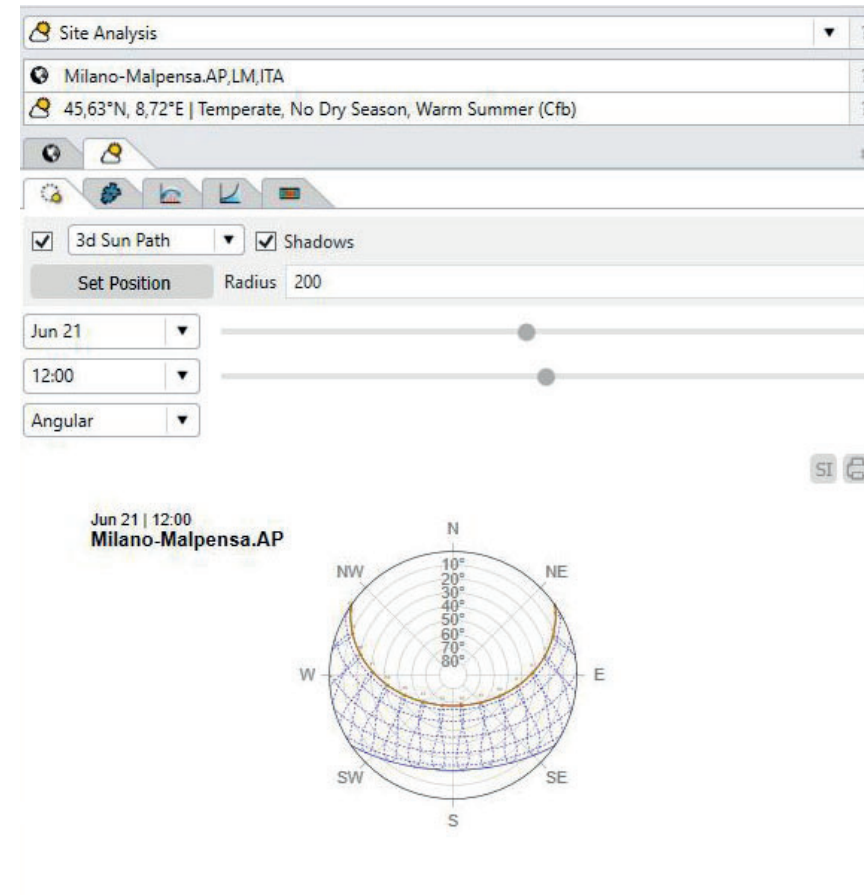 Site Analysis
Milano-Malpensa.AP,LM,ITA
45,63°N, 8,72°E | Temperate, No Dry Season, Warm Summer (Cfb)
3d Sun Path
Shadows
Set Position
Radius 200
Jun 21
12:00
Angular
SI
Jun 21 | 12:00
Milano-Malpensa.AP
N
NW
NE
10°
20°
30°
40°
50°
60°
70°
80°
W
E
SW
SE
S